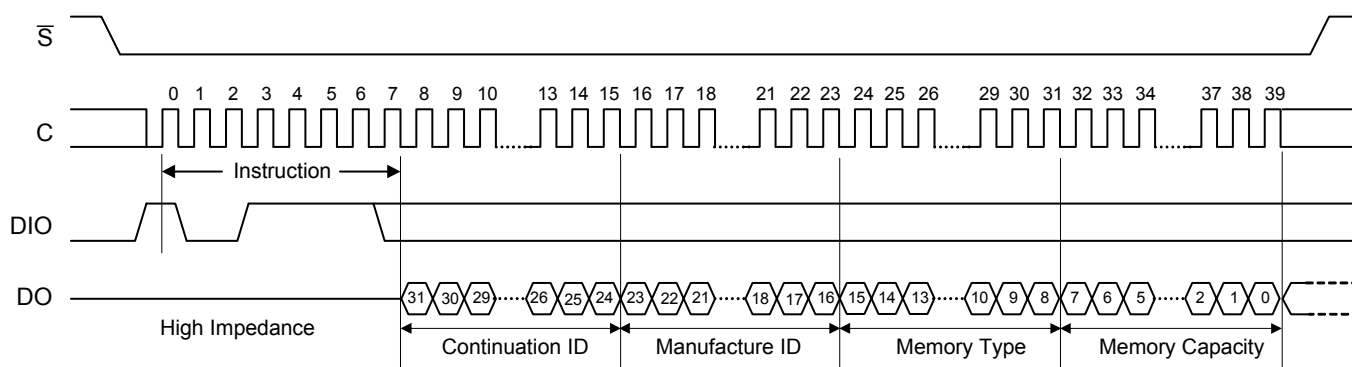 S
0 1 2 3 4 5 6 7 8 9 10 13 14 15 16 17 18 21 22 23 24 25 26 29 30 31 32 33 34 37 38 39
C
Instruction
DIO
DO
31 30 29 26 25 24 23 22 21 18 17 16 15 14 13 10 9 8 7 6 5 2 1 0
High Impedance
Continuation ID Manufacture ID Memory Type Memory Capacity